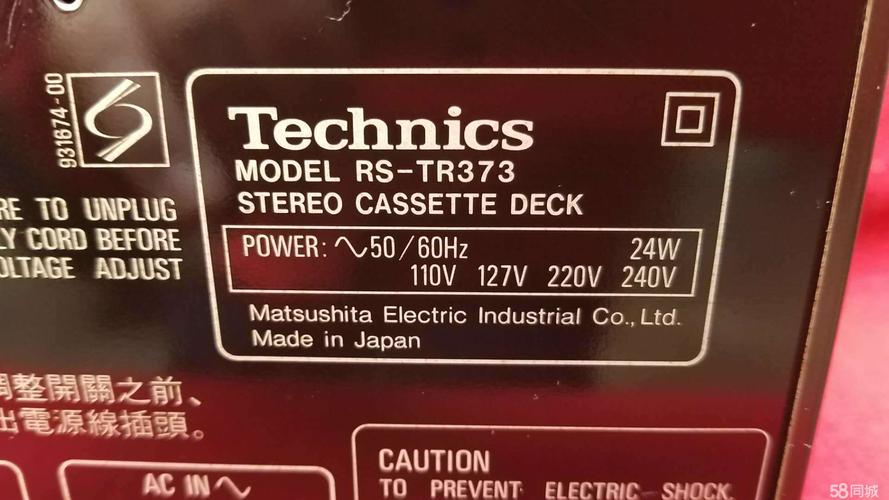 931674-00
RE TO UNPLUG
LY CORD BEFORE
OLTAGE ADJUST
Technics
MODEL RS-TR373
STEREO CASSETTE DECK
POWER: ∿50/60Hz 24W
110V 127V 220V 240V
Matsushita Electric Industrial Co., Ltd.
Made in Japan
調整開關之前、
出電源線插頭。
AC IN ∿
CAUTION
TO PREVENT ELECTRIC SHOCK
58同城